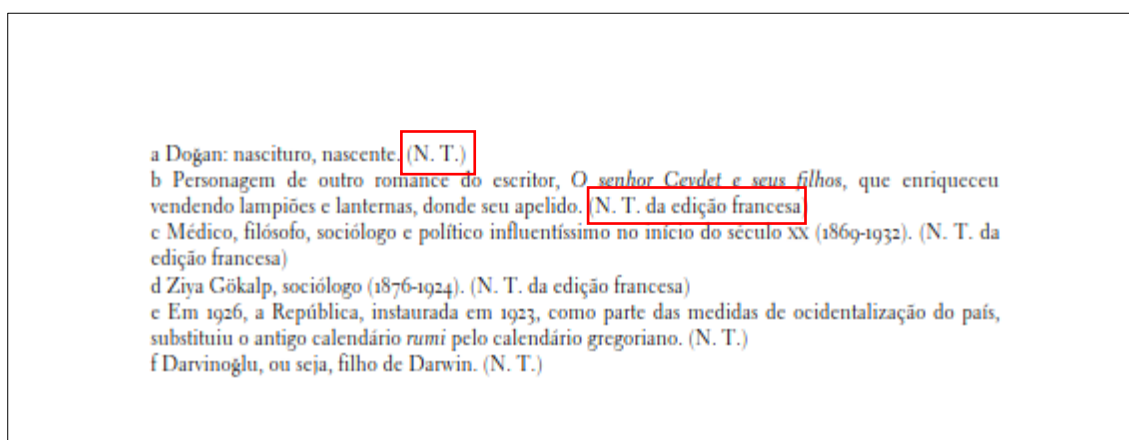 a Doğan: nascituro, nascente. (N. T.)
b Personagem de outro romance do escritor, O senhor Cevdet e seus filhos, que enriqueceu
vendendo lampiões e lanternas, donde seu apelido. (N. T. da edição francesa
c Médico, filósofo, sociólogo e político influentíssimo no início do século XX (1869-1932). (N. T. da
edição francesa)
d Ziya Gökalp, sociólogo (1876-1924). (N. T. da edição francesa)
e Em 1926, a República, instaurada em 1923, como parte das medidas de ocidentalização do país,
substituiu o antigo calendário rumi pelo calendário gregoriano. (N. T.)
f Darvinoğlu, ou seja, filho de Darwin. (N. T.)